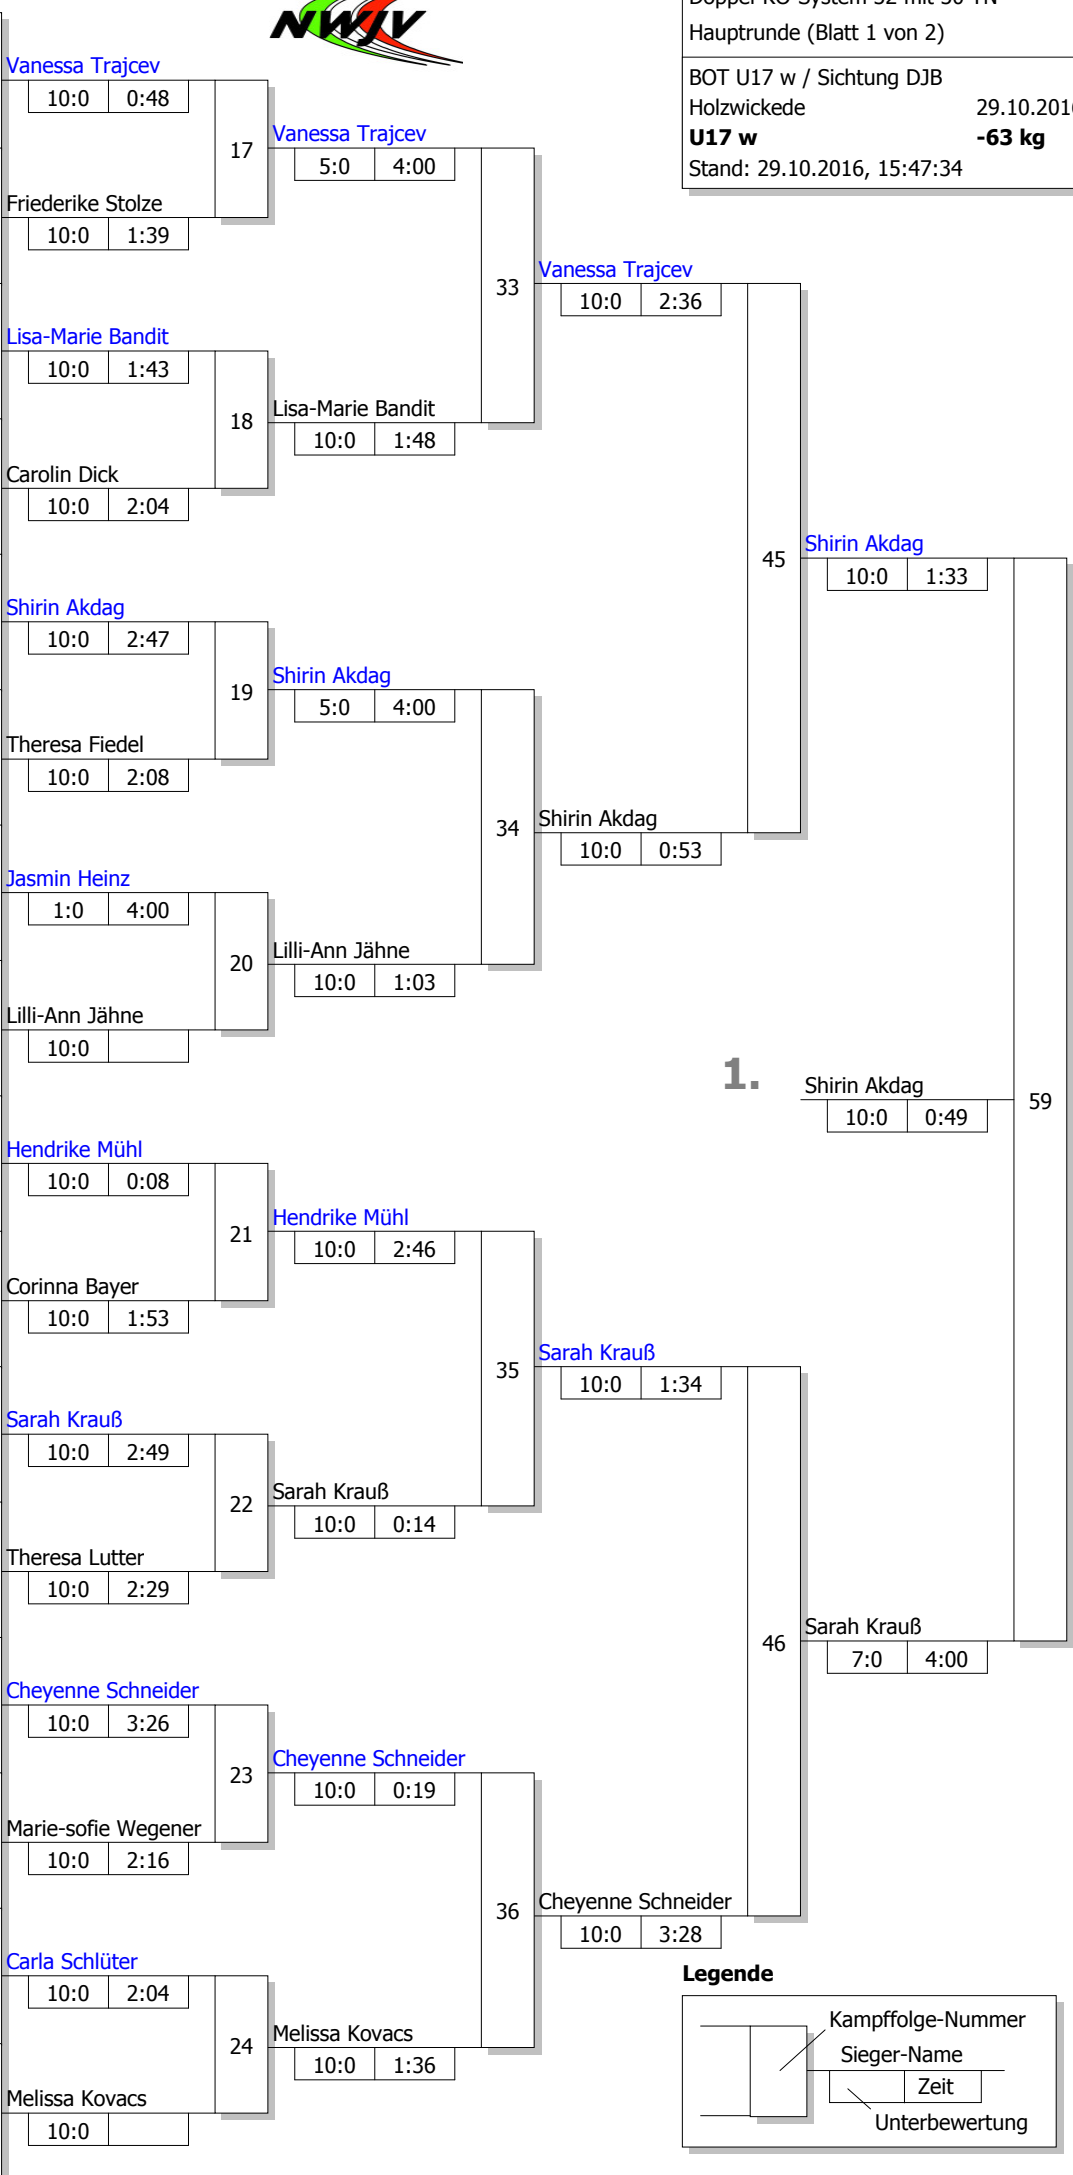 NWJV
Hauptrunde (Blatt 1 von 2)
BOT U17 w / Sichtung DJB
Holzwickede 29.10.2016
U17 w -63 kg
Stand: 29.10.2016, 15:47:34
Vanessa Trajcev
10:0 0:48
17
Vanessa Trajcev
5:0 4:00
Friederike Stolze
10:0 1:39
33
Vanessa Trajcev
10:0 2:36
Lisa-Marie Bandit
10:0 1:43
18
Lisa-Marie Bandit
10:0 1:48
Carolin Dick
10:0 2:04
45
Shirin Akdag
10:0 1:33
Shirin Akdag
10:0 2:47
19
Shirin Akdag
5:0 4:00
Theresa Fiedel
10:0 2:08
34
Shirin Akdag
10:0 0:53
Jasmin Heinz
1:0 4:00
20
Lilli-Ann Jähne
10:0 1:03
Lilli-Ann Jähne
10:0
1.
Shirin Akdag
10:0 0:49
59
Hendrike Mühl
10:0 0:08
21
Hendrike Mühl
10:0 2:46
Corinna Bayer
10:0 1:53
35
Sarah Krauß
10:0 1:34
Sarah Krauß
10:0 2:49
22
Sarah Krauß
10:0 0:14
Theresa Lutter
10:0 2:29
46
Sarah Krauß
7:0 4:00
Cheyenne Schneider
10:0 3:26
23
Cheyenne Schneider
10:0 0:19
Marie-sofie Wegener
10:0 2:16
36
Cheyenne Schneider
10:0 3:28
Carla Schlüter
10:0 2:04
24
Melissa Kovacs
10:0 1:36
Melissa Kovacs
10:0
Legende
Kampffolge-Nummer
Sieger-Name
Zeit
Unterbewertung